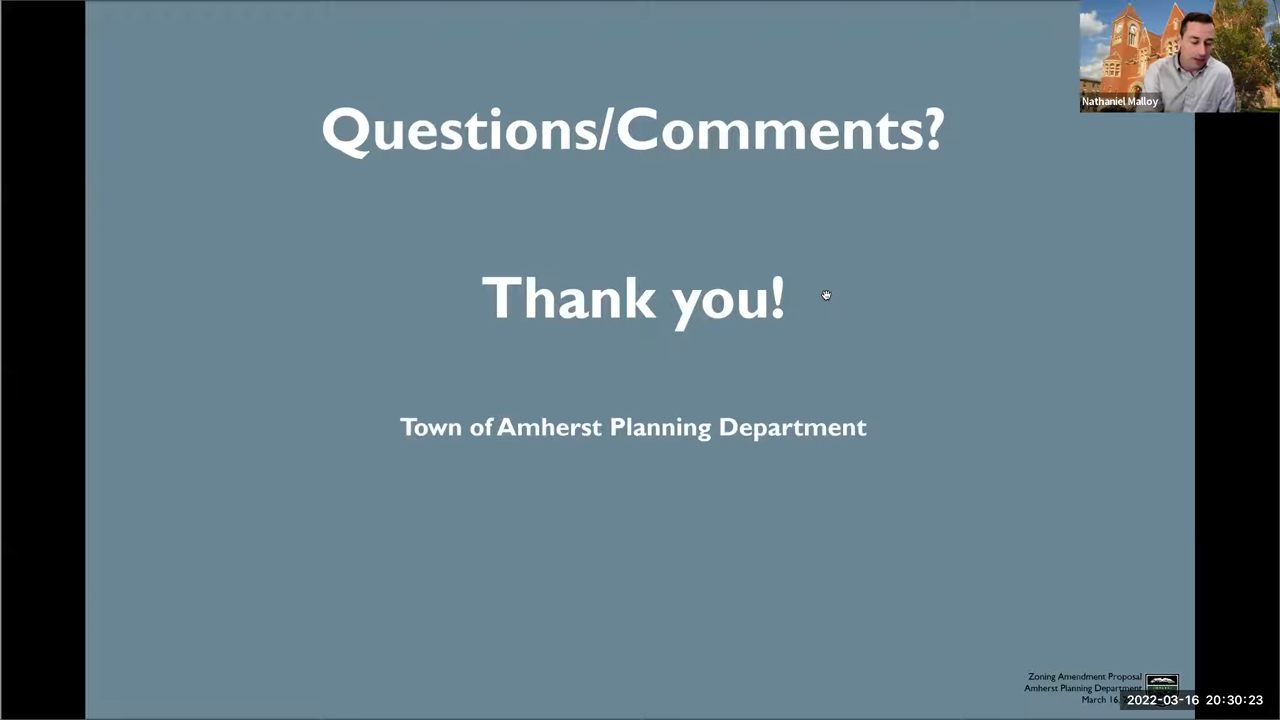 Nathaniel Malloy
Questions/Comments?
Thank you!
Town of Amherst Planning Department
Zoning Amendment Proposal
Amherst Planning Department
March 16,
2022-03-16 20:30:23